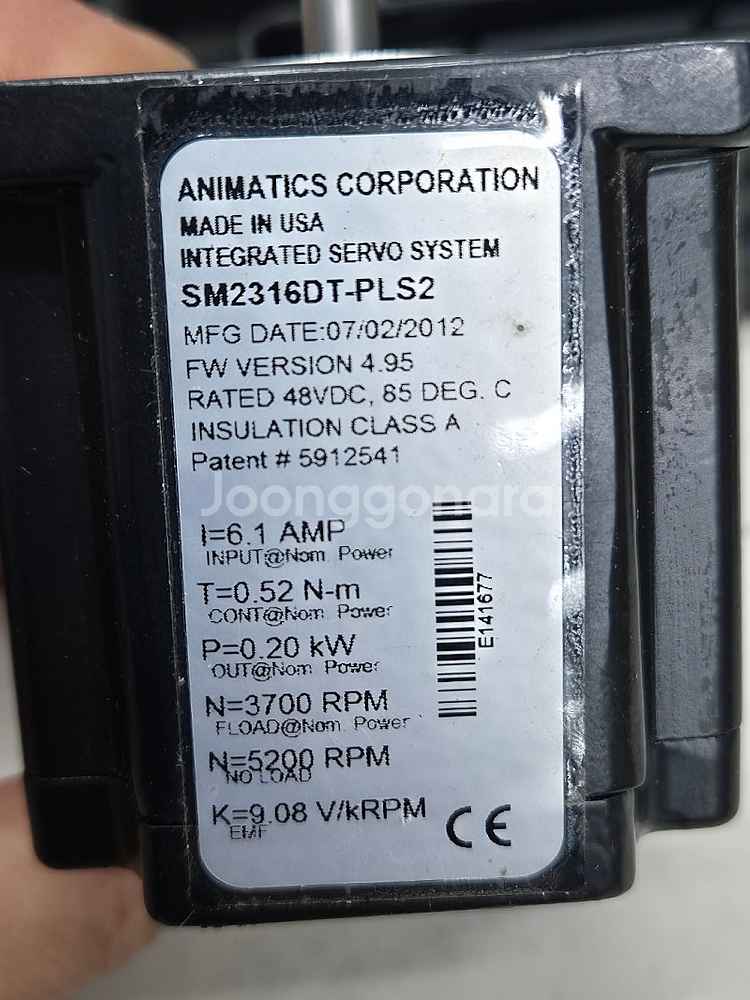 ANIMATICS CORPORATION
MADE IN USA
INTEGRATED SERVO SYSTEM
SM2316DT-PLS2
MFG DATE:07/02/2012
FW VERSION 4.95
RATED 48VDC, 85 DEG. C
INSULATION CLASS A
Patent # 5912541
Joonggonara
I=6.1 AMP
INPUT@Nom. Power
T=0.52 N-m
CONT@Nom. Power
P=0.20 kW
OUT@Nom. Power
N=3700 RPM
FLOAD@Nom. Power
N=5200 RPM
NO LOAD
K=9.08 V/kRPM
EMF
E141677
CE